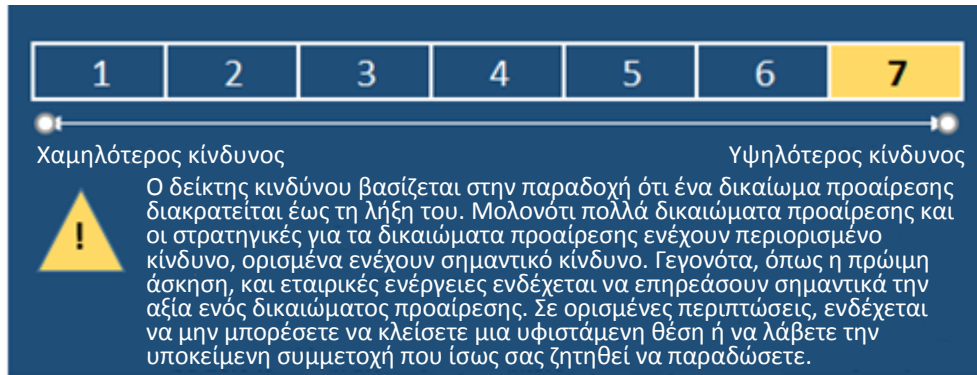 1 2 3 4 5 6 7
Χαμηλότερος κίνδυνος Υψηλότερος κίνδυνος
Ο δείκτης κινδύνου βασίζεται στην παραδοχή ότι ένα δικαίωμα προαίρεσης
διακρατείται έως τη λήξη του. Μολονότι πολλά δικαιώματα προαίρεσης και
! οι στρατηγικές για τα δικαιώματα προαίρεσης ενέχουν περιορισμένο
κίνδυνο, ορισμένα ενέχουν σημαντικό κίνδυνο. Γεγονότα, όπως η πρώιμη
άσκηση, και εταιρικές ενέργειες ενδέχεται να επηρεάσουν σημαντικά την
αξία ενός δικαιώματος προαίρεσης. Σε ορισμένες περιπτώσεις, ενδέχεται
να μην μπορέσετε να κλείσετε μια υφιστάμενη θέση ή να λάβετε την
υποκείμενη συμμετοχή που ίσως σας ζητηθεί να παραδώσετε.